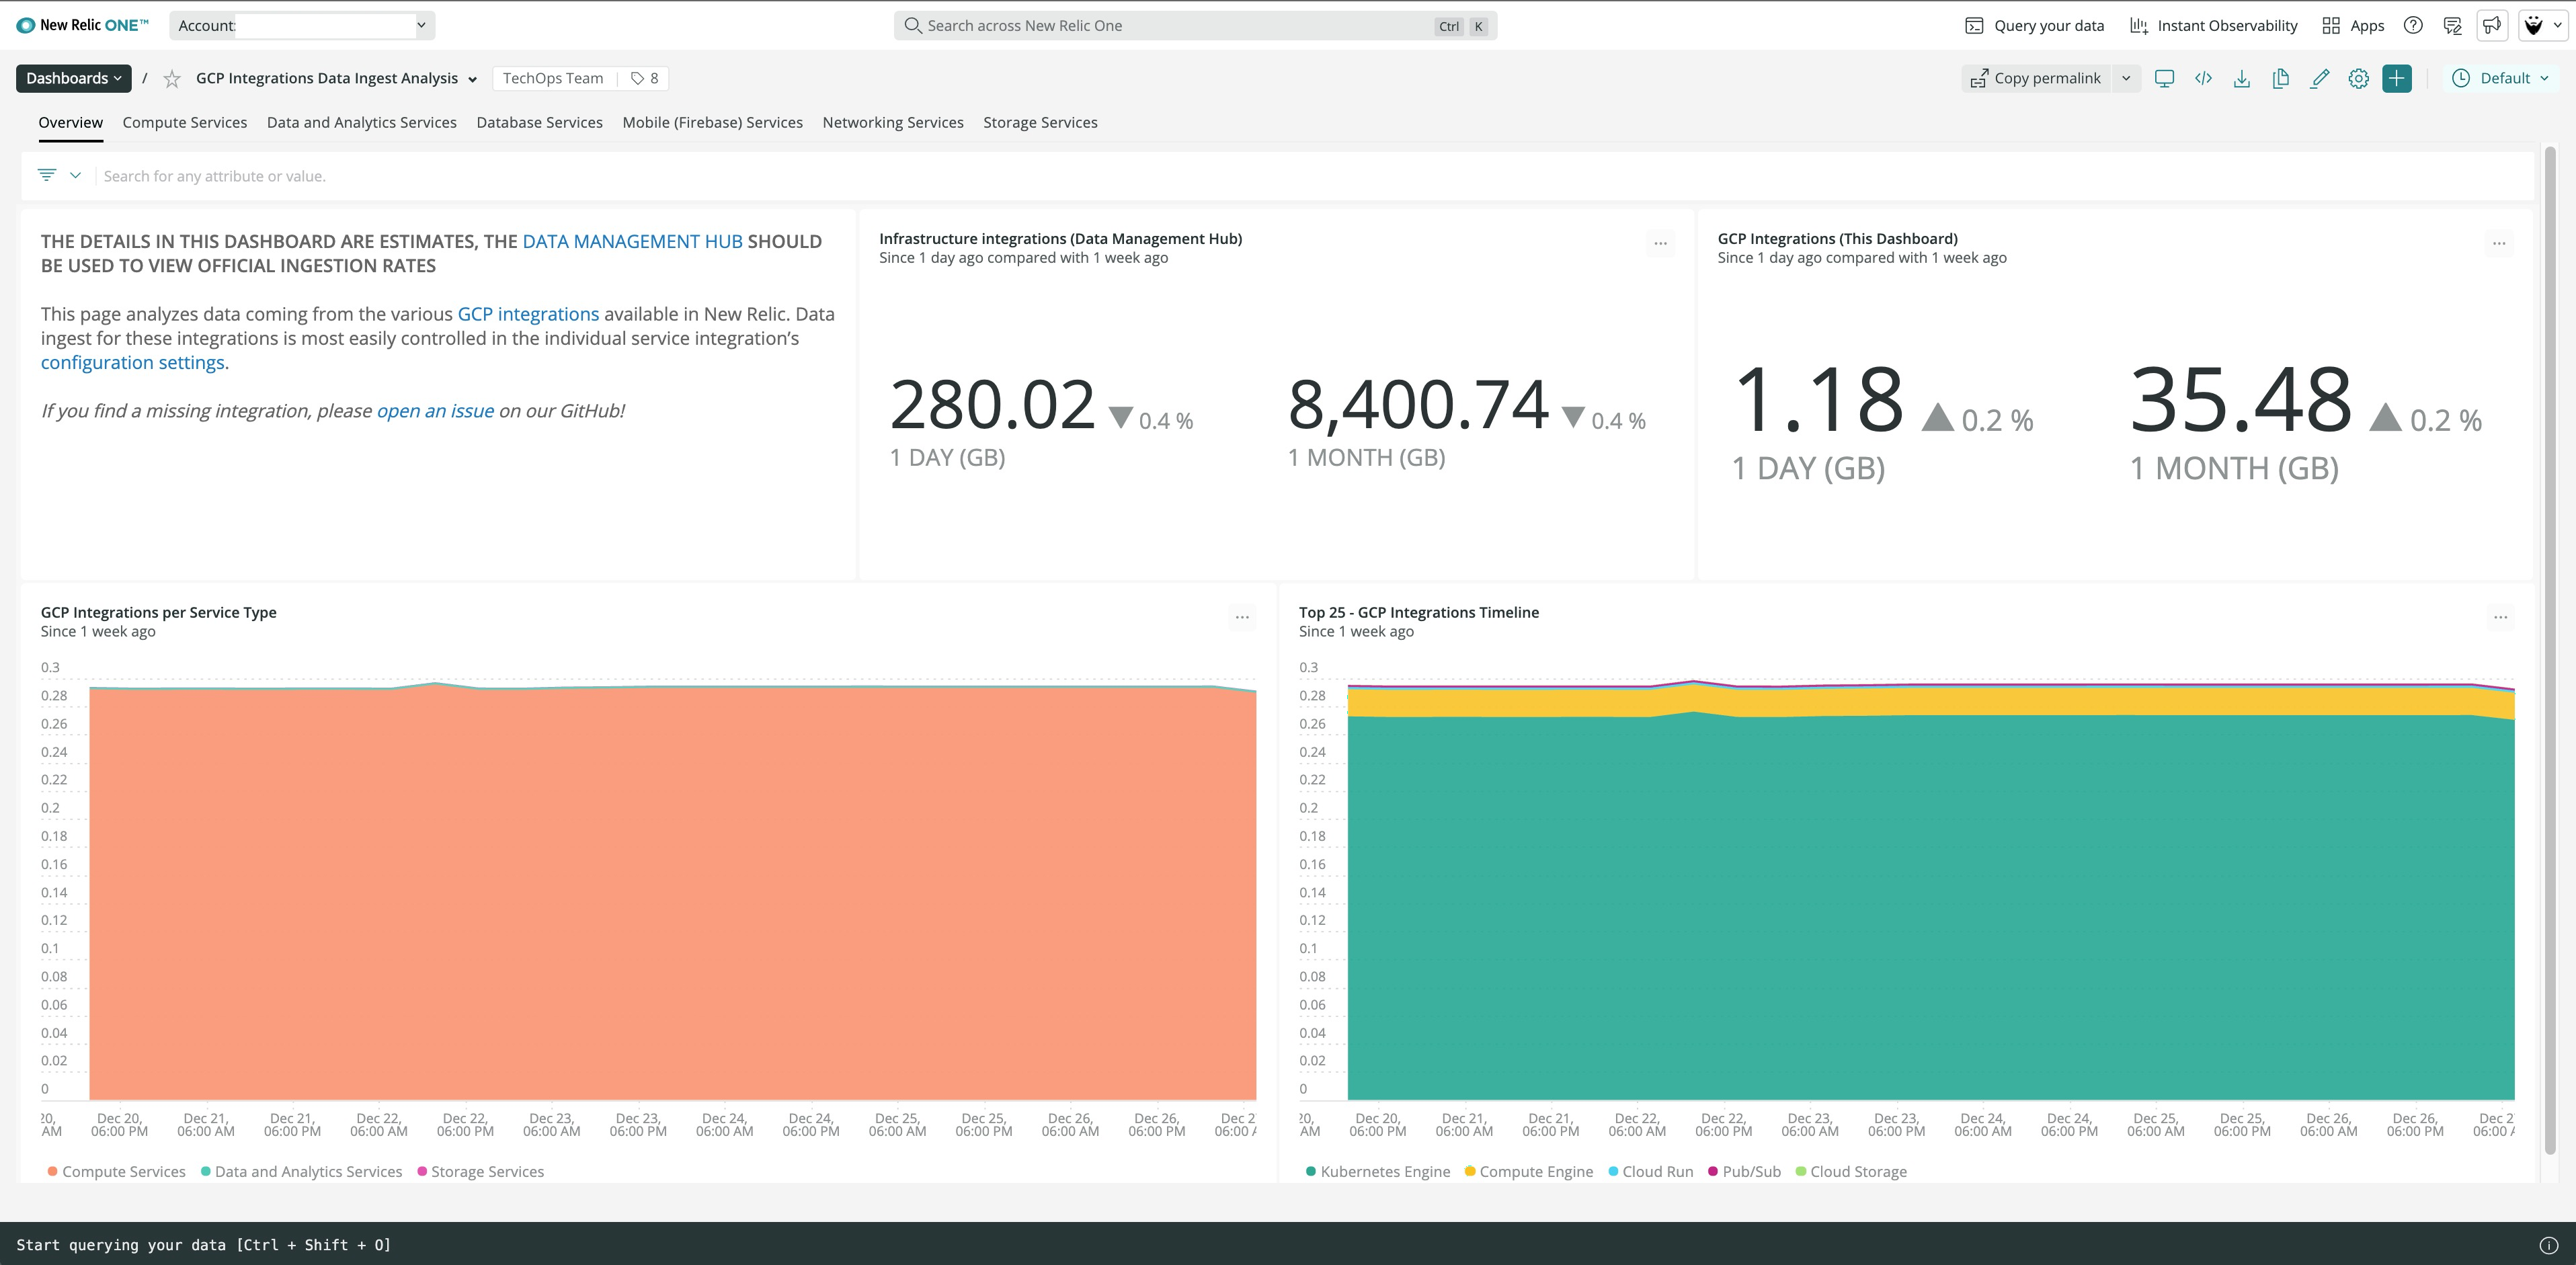 New Relic ONE™
Account:
Search across New Relic One
Ctrl K
Query your data
Instant Observability
Apps
Dashboards / GCP Integrations Data Ingest Analysis
TechOps Team 8
Copy permalink
Default
Overview Compute Services Data and Analytics Services Database Services Mobile (Firebase) Services Networking Services Storage Services
Search for any attribute or value.
THE DETAILS IN THIS DASHBOARD ARE ESTIMATES, THE DATA MANAGEMENT HUB SHOULD
BE USED TO VIEW OFFICIAL INGESTION RATES
This page analyzes data coming from the various GCP integrations available in New Relic. Data
ingest for these integrations is most easily controlled in the individual service integration’s
configuration settings.
If you find a missing integration, please open an issue on our GitHub!
Infrastructure integrations (Data Management Hub)
Since 1 day ago compared with 1 week ago
...
280.02 ▼ 0.4 %
1 DAY (GB)
8,400.74 ▼ 0.4 %
1 MONTH (GB)
GCP Integrations (This Dashboard)
Since 1 day ago compared with 1 week ago
...
1.18 ▲ 0.2 %
1 DAY (GB)
35.48 ▲ 0.2 %
1 MONTH (GB)
GCP Integrations per Service Type
Since 1 week ago
...
0.3
0.28
0.26
0.24
0.22
0.2
0.18
0.16
0.14
0.12
0.1
0.08
0.06
0.04
0.02
0
20, Dec 20, Dec 21, Dec 21, Dec 22, Dec 22, Dec 23, Dec 23, Dec 24, Dec 24, Dec 25, Dec 25, Dec 26, Dec 26, Dec 2
AM 06:00 PM 06:00 AM 06:00 PM 06:00 AM 06:00 PM 06:00 AM 06:00 PM 06:00 AM 06:00 PM 06:00 AM 06:00 PM 06:00 AM 06:00 PM 06:00 A
Compute Services Data and Analytics Services Storage Services
Top 25 - GCP Integrations Timeline
Since 1 week ago
...
0.3
0.28
0.26
0.24
0.22
0.2
0.18
0.16
0.14
0.12
0.1
0.08
0.06
0.04
0.02
0
20, Dec 20, Dec 21, Dec 21, Dec 22, Dec 22, Dec 23, Dec 23, Dec 24, Dec 24, Dec 25, Dec 25, Dec 26, Dec 26, Dec 2
AM 06:00 PM 06:00 AM 06:00 PM 06:00 AM 06:00 PM 06:00 AM 06:00 PM 06:00 AM 06:00 PM 06:00 AM 06:00 PM 06:00 AM 06:00 PM 06:00 A
Kubernetes Engine Compute Engine Cloud Run Pub/Sub Cloud Storage
Start querying your data [Ctrl + Shift + O]